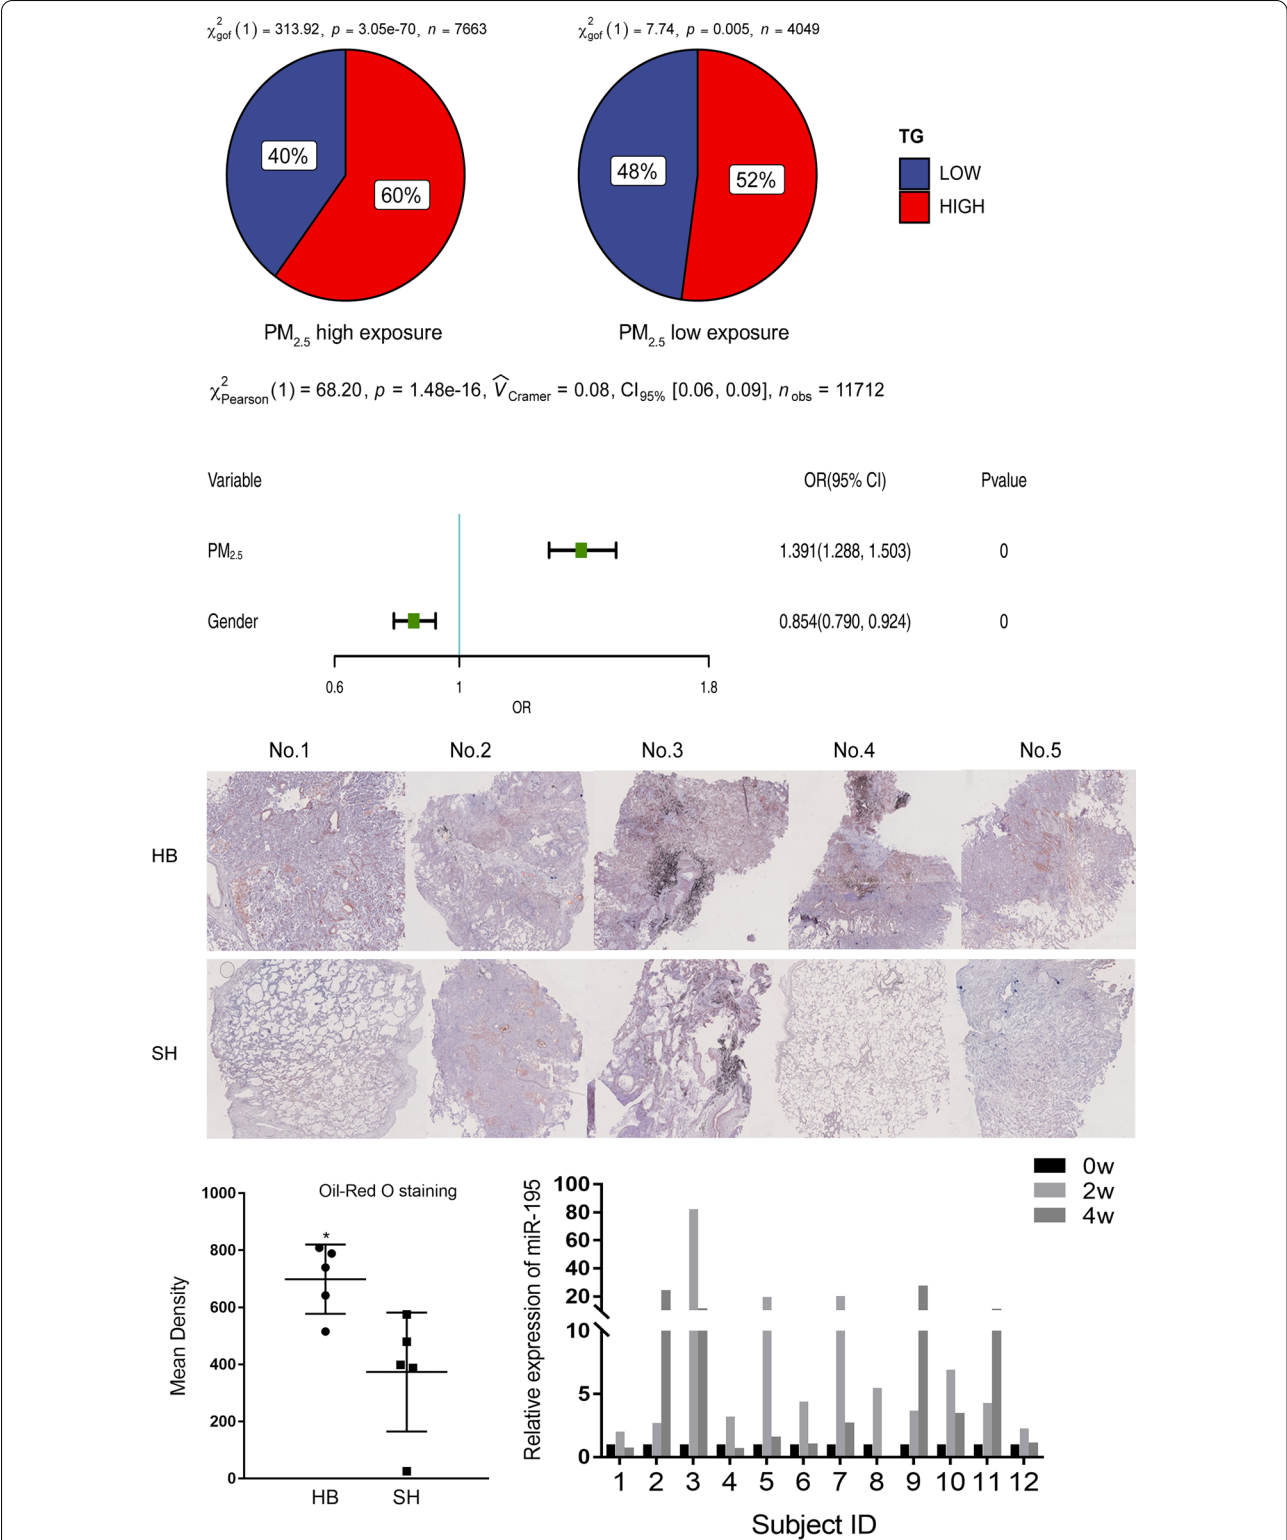 χ²gof(1) = 313.92, p = 3.05e-70, n = 7663
χ²gof(1) = 7.74, p = 0.005, n = 4049
40%
60%
48%
52%
TG
LOW
HIGH
PM2.5 high exposure
PM2.5 low exposure
χ²Pearson(1) = 68.20, p = 1.48e-16, V̂Cramer = 0.08, CI95% [0.06, 0.09], nobs = 11712
Variable OR(95% CI) Pvalue
PM2.5 1.391(1.288, 1.503) 0
Gender 0.854(0.790, 0.924) 0
0.6 1 1.8
OR
No.1 No.2 No.3 No.4 No.5
HB
SH
Oil-Red O staining
Mean Density
1000
800
600
400
200
0
*
HB SH
Relative expression of miR-195
100
80
60
40
20
10
5
0
0w
2w
4w
1 2 3 4 5 6 7 8 9 10 11 12
Subject ID